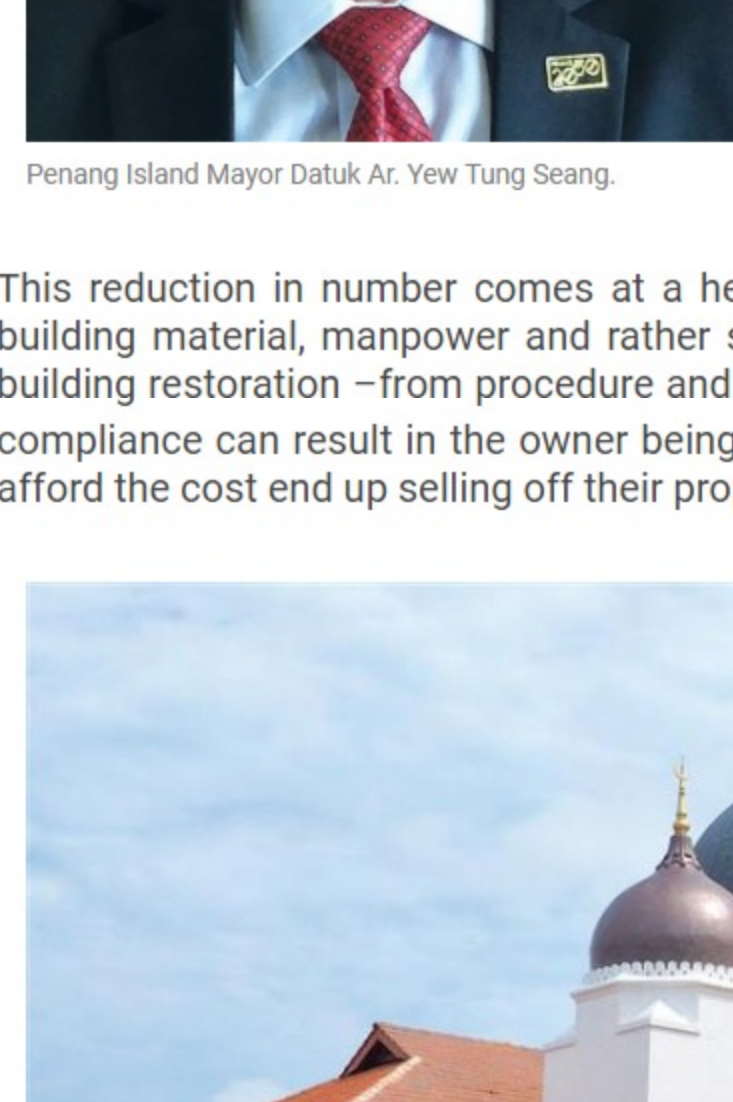 Penang Island Mayor Datuk Ar. Yew Tung Seang.
This reduction in number comes at a he
building material, manpower and rather s
building restoration –from procedure and
compliance can result in the owner being
afford the cost end up selling off their pro